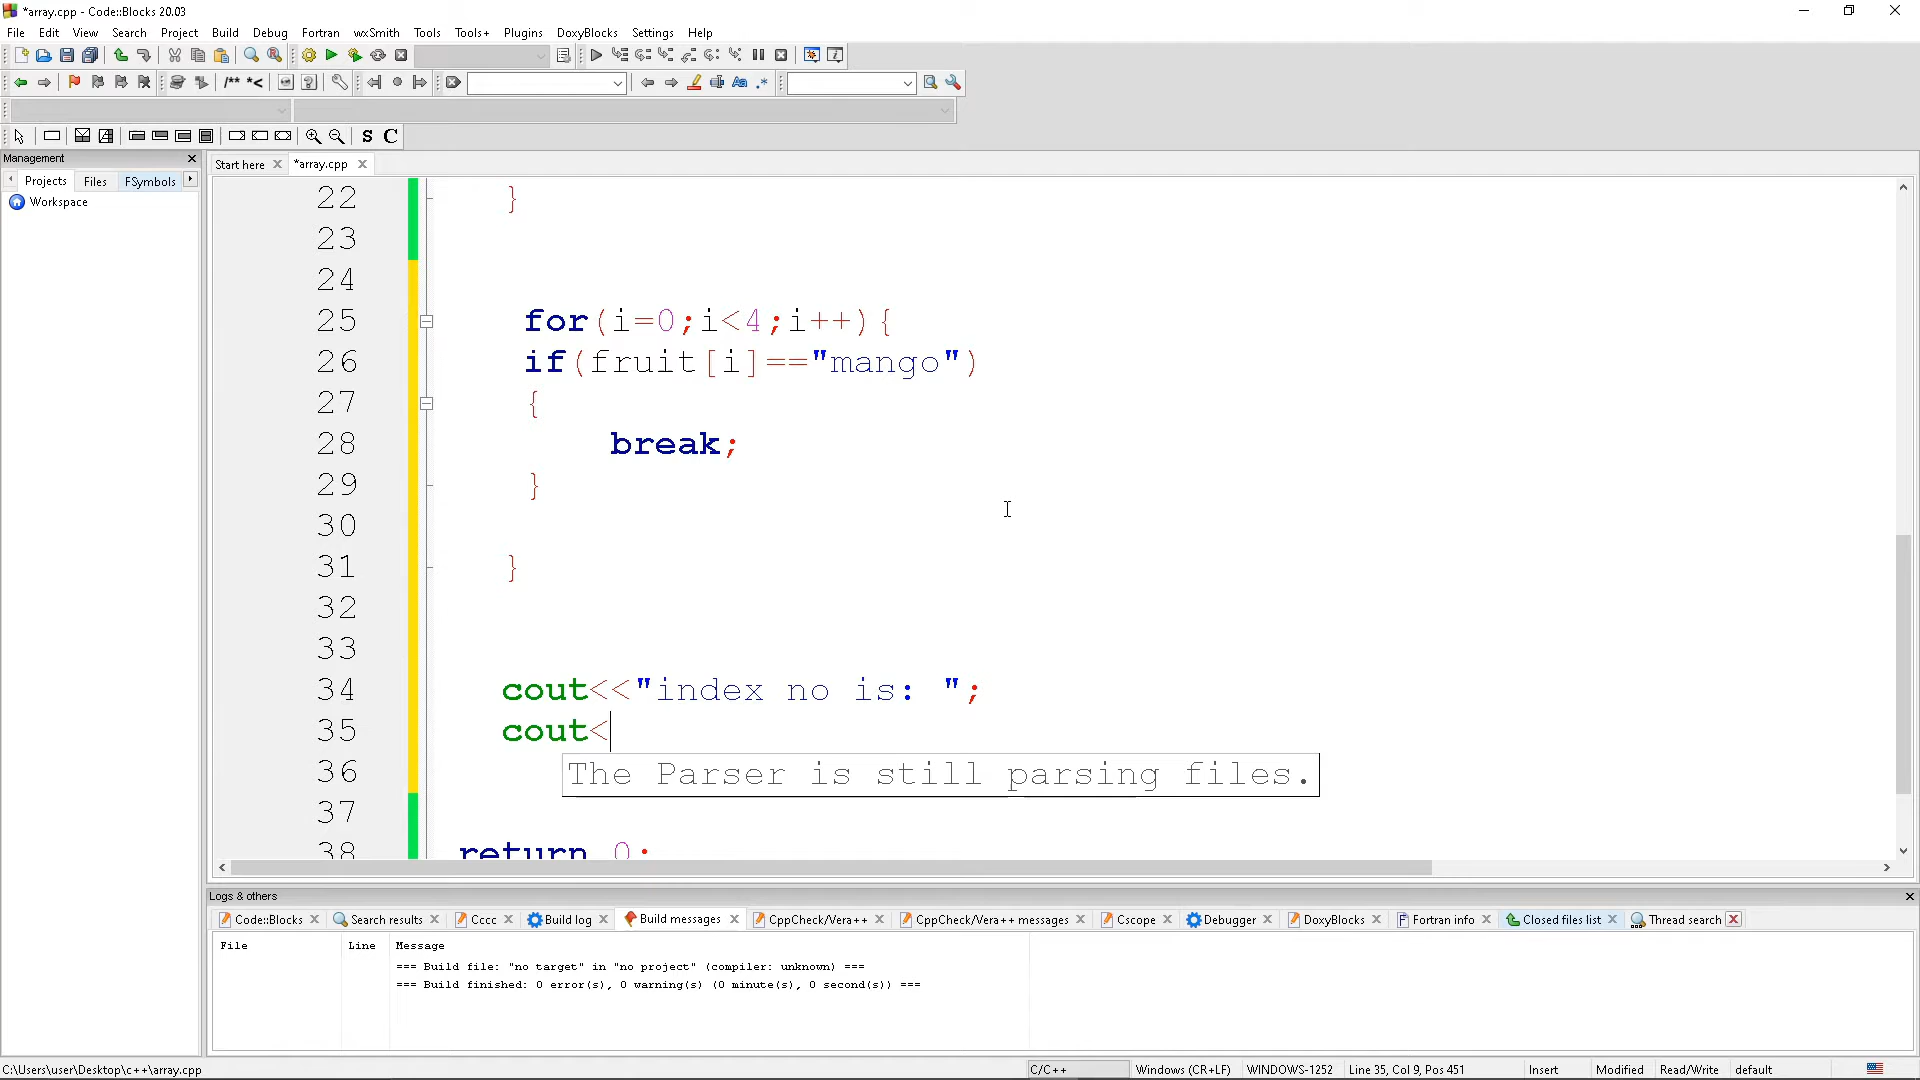 *array.cpp - Code::Blocks 20.03
File Edit View Search Project Build Debug Fortran wxSmith Tools Tools+ Plugins DoxyBlocks Settings Help
/** *< Aa .*
S C
Management
Start here *array.cpp
Projects Files FSymbols
Workspace
22 }
23
24
25 for(i=0;i<4;i++){
26 if(fruit[i]=="mango")
27 {
28 break;
29 }
30
31 }
32
33
34 cout<<"index no is: ";
35 cout<
36 The Parser is still parsing files.
37
38 return 0;
Logs & others
Code::Blocks Search results Cccc Build log Build messages CppCheck/Vera++ CppCheck/Vera++ messages Cscope Debugger DoxyBlocks Fortran info Closed files list Thread search
File Line Message
=== Build file: "no target" in "no project" (compiler: unknown) ===
=== Build finished: 0 error(s), 0 warning(s) (0 minute(s), 0 second(s)) ===
C:\Users\user\Desktop\c++\array.cpp C/C++ Windows (CR+LF) WINDOWS-1252 Line 35, Col 9, Pos 451 Insert Modified Read/Write default